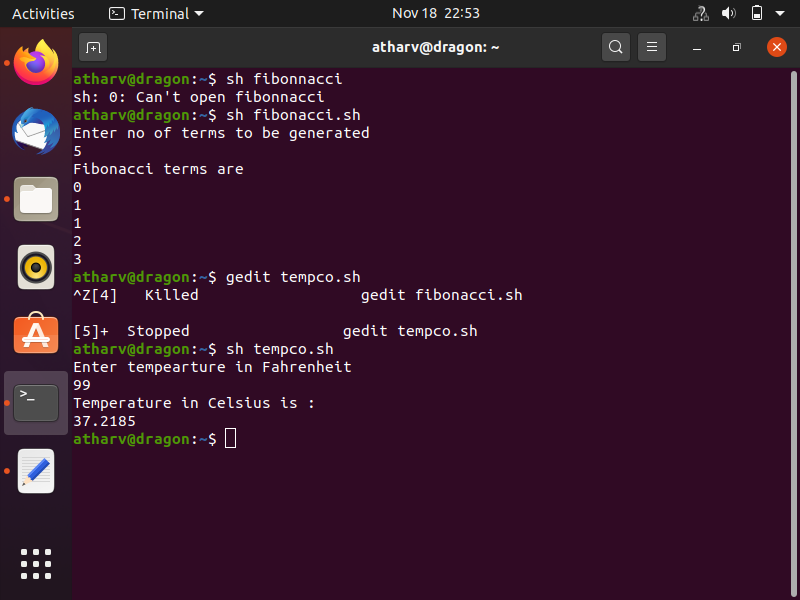 Activities
Terminal
Nov 18 22:53
atharv@dragon: ~
atharv@dragon:~$ sh fibonnacci
sh: 0: Can't open fibonnacci
atharv@dragon:~$ sh fibonacci.sh
Enter no of terms to be generated
5
Fibonacci terms are
0
1
1
2
3
atharv@dragon:~$ gedit tempco.sh
^Z[4]   Killed                  gedit fibonacci.sh
[5]+  Stopped                 gedit tempco.sh
atharv@dragon:~$ sh tempco.sh
Enter tempearture in Fahrenheit
99
Temperature in Celsius is :
37.2185
atharv@dragon:~$